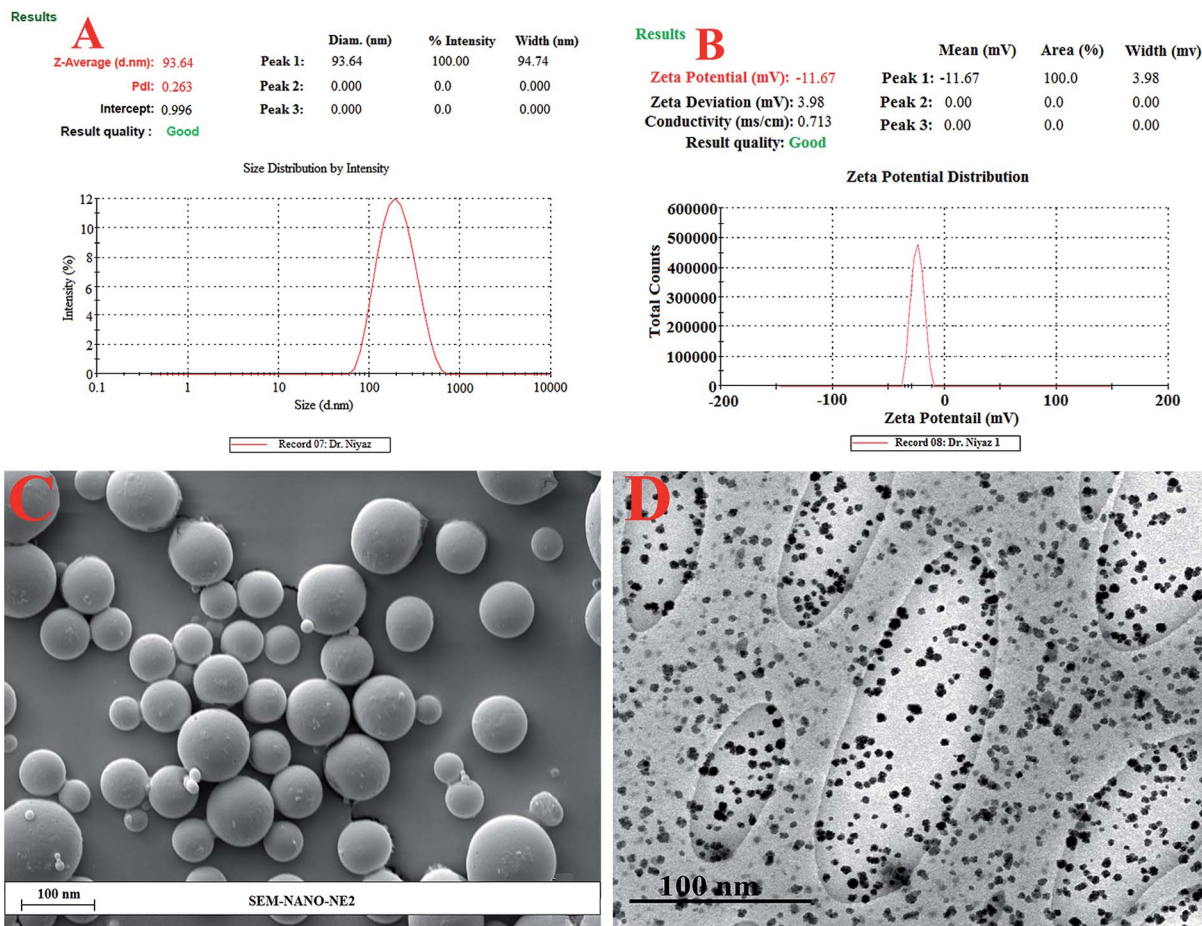 Results
A
Diam. (nm) % Intensity Width (nm)
Z-Average (d.nm): 93.64 Peak 1: 93.64 100.00 94.74
PdI: 0.263 Peak 2: 0.000 0.0 0.000
Intercept: 0.996 Peak 3: 0.000 0.0 0.000
Result quality : Good
Size Distribution by Intensity
Intensity (%)
12
10
8
6
4
2
0
0.1 1 10 100 1000 10000
Size (d.nm)
Record 07: Dr. Niyaz
Results
B
Mean (mV) Area (%) Width (mv)
Zeta Potential (mV): -11.67 Peak 1: -11.67 100.0 3.98
Zeta Deviation (mV): 3.98 Peak 2: 0.00 0.0 0.00
Conductivity (ms/cm): 0.713 Peak 3: 0.00 0.0 0.00
Result quality: Good
Zeta Potential Distribution
Total Counts
600000
500000
400000
300000
200000
100000
0
-200 -100 0 100 200
Zeta Potentail (mV)
Record 08: Dr. Niyaz 1
C
100 nm
SEM-NANO-NE2
D
100 nm